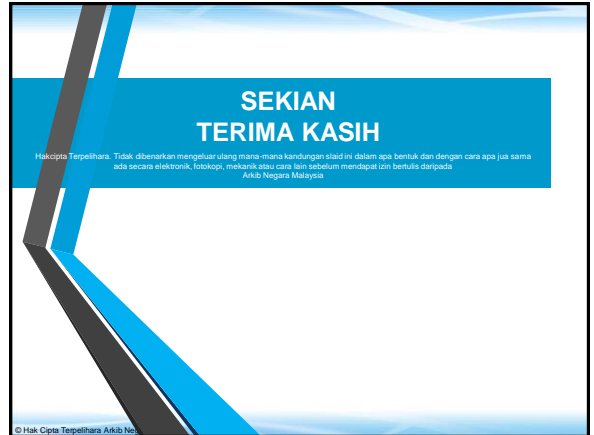 SEKIAN
TERIMA KASIH
Hakcipta Terpelihara. Tidak dibenarkan mengeluar ulang mana-mana kandungan slaid ini dalam apa bentuk dan dengan cara apa jua sama
ada secara elektronik, fotokopi, mekanik atau cara lain sebelum mendapat izin bertulis daripada
Arkib Negara Malaysia
© Hak Cipta Terpelihara Arkib Neg